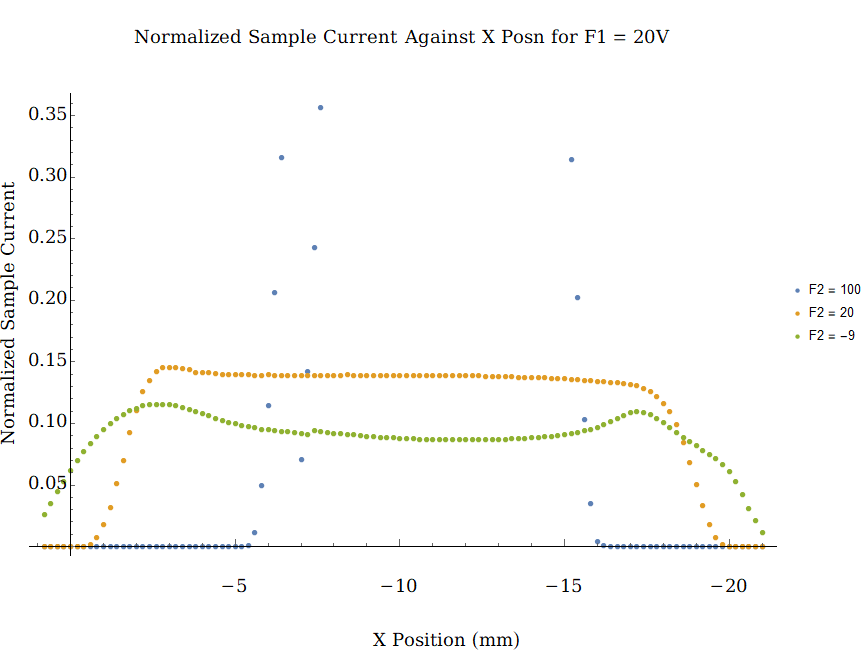 Normalized Sample Current Against X Posn for F1 = 20V
Normalized Sample Current
0.35
0.30
0.25
0.20
0.15
0.10
0.05
−5
−10
−15
−20
X Position (mm)
F2 = 100
F2 = 20
F2 = −9